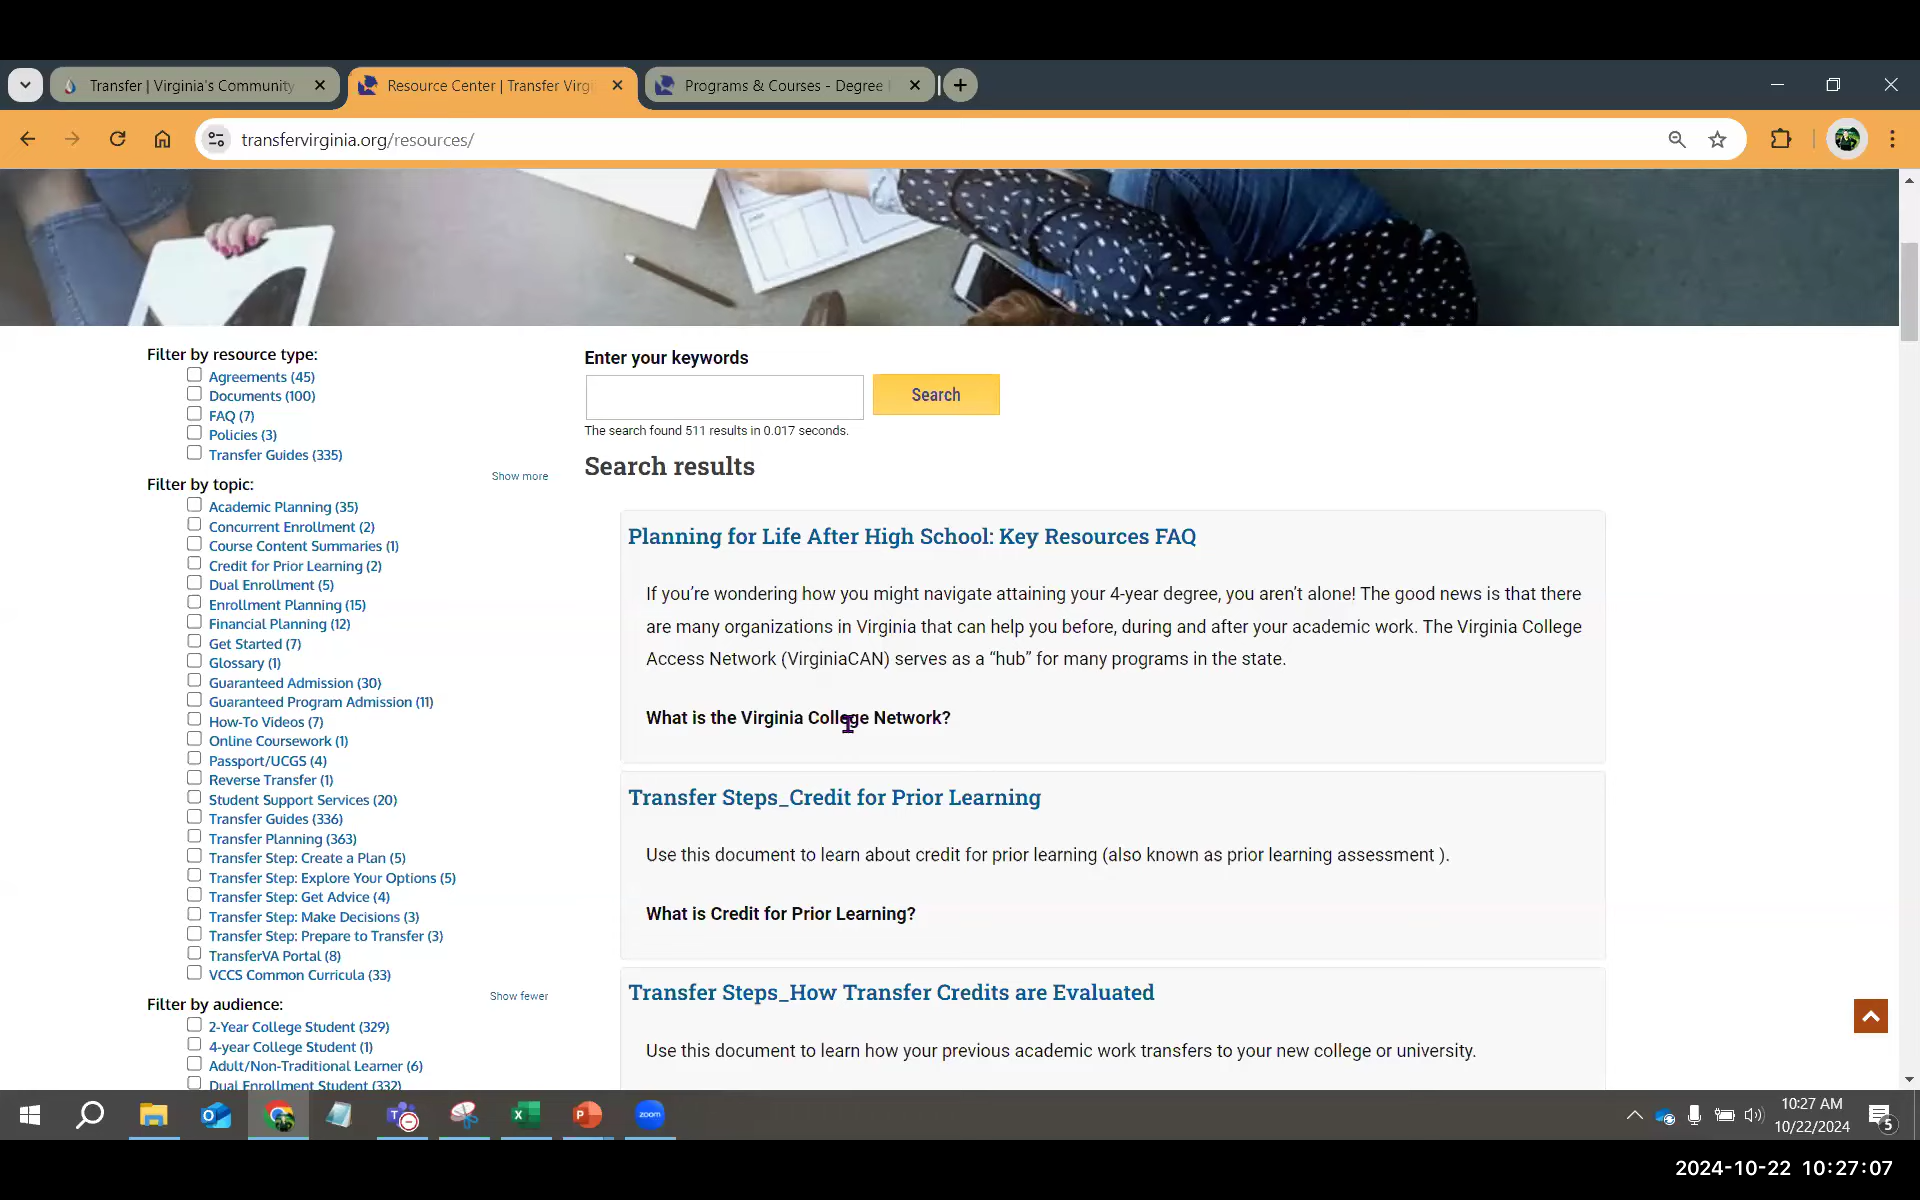 Transfer | Virginia's Community
Resource Center | Transfer Virg
Programs & Courses - Degree
transfervirginia.org/resources/
Filter by resource type:
Agreements (45)
Documents (100)
FAQ (7)
Policies (3)
Transfer Guides (335)
Show more
Filter by topic:
Academic Planning (35)
Concurrent Enrollment (2)
Course Content Summaries (1)
Credit for Prior Learning (2)
Dual Enrollment (5)
Enrollment Planning (15)
Financial Planning (12)
Get Started (7)
Glossary (1)
Guaranteed Admission (30)
Guaranteed Program Admission (11)
How-To Videos (7)
Online Coursework (1)
Passport/UCGS (4)
Reverse Transfer (1)
Student Support Services (20)
Transfer Guides (336)
Transfer Planning (363)
Transfer Step: Create a Plan (5)
Transfer Step: Explore Your Options (5)
Transfer Step: Get Advice (4)
Transfer Step: Make Decisions (3)
Transfer Step: Prepare to Transfer (3)
TransferVA Portal (8)
VCCS Common Curricula (33)
Show fewer
Filter by audience:
2-Year College Student (329)
4-year College Student (1)
Adult/Non-Traditional Learner (6)
Dual Enrollment Student (332)
Enter your keywords
Search
The search found 511 results in 0.017 seconds.
Search results
Planning for Life After High School: Key Resources FAQ
If you’re wondering how you might navigate attaining your 4-year degree, you aren’t alone! The good news is that there
are many organizations in Virginia that can help you before, during and after your academic work. The Virginia College
Access Network (VirginiaCAN) serves as a “hub” for many programs in the state.
What is the Virginia College Network?
Transfer Steps_Credit for Prior Learning
Use this document to learn about credit for prior learning (also known as prior learning assessment ).
What is Credit for Prior Learning?
Transfer Steps_How Transfer Credits are Evaluated
Use this document to learn how your previous academic work transfers to your new college or university.
zoom
10:27 AM
10/22/2024
5
2024-10-22 10:27:07